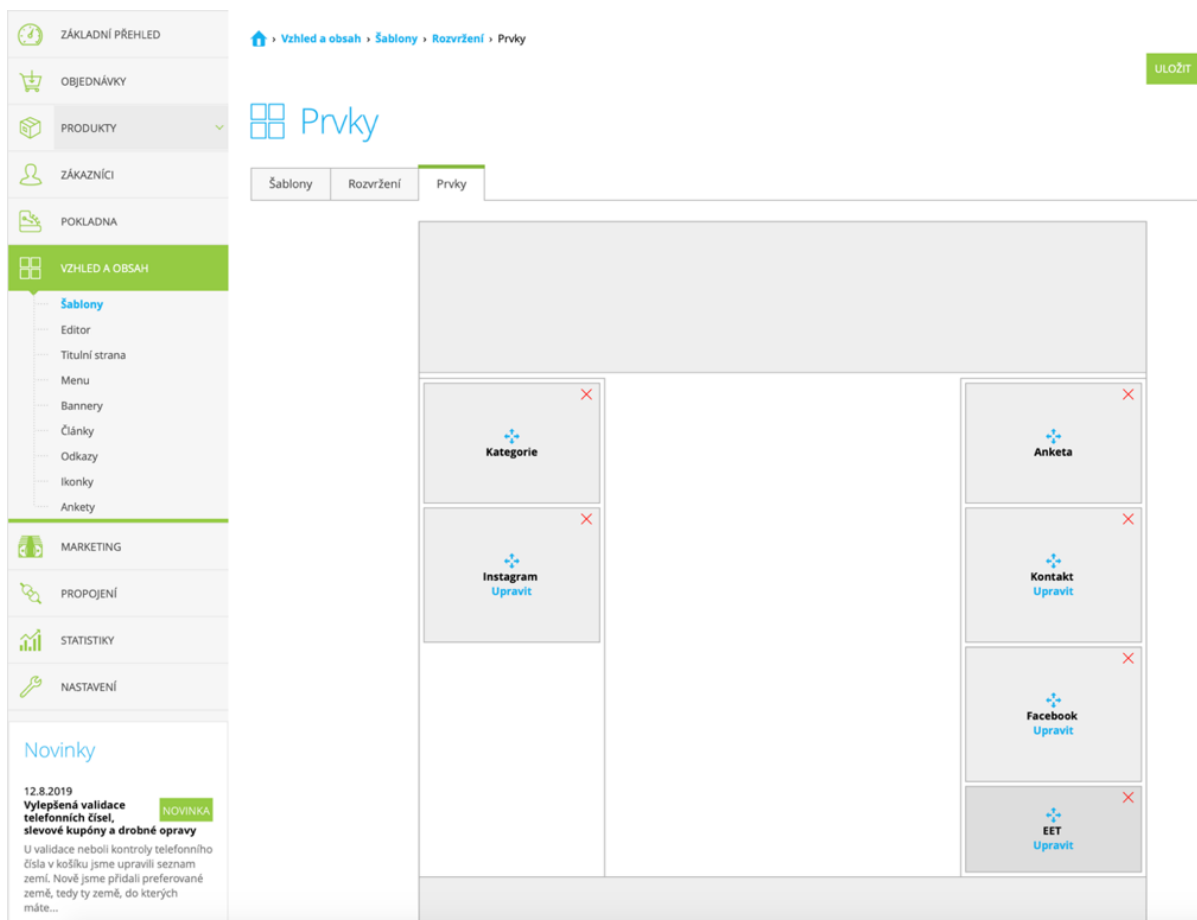 ZÁKLADNÍ PŘEHLED
OBJEDNÁVKY
PRODUKTY
ZÁKAZNÍCI
POKLADNA
VZHLED A OBSAH
Šablony
Editor
Titulní strana
Menu
Bannery
Články
Odkazy
Ikonky
Ankety
MARKETING
PROPOJENÍ
STATISTIKY
NASTAVENÍ
Novinky
12.8.2019
Vylepšená validace
telefonních čísel,
slevové kupóny a drobné opravy
NOVINKA
U validace neboli kontroly telefonního
čísla v košíku jsme upravili seznam
zemí. Nově jsme přidali preferované
země, tedy ty země, do kterých
máte...
› Vzhled a obsah › Šablony › Rozvržení › Prvky
ULOŽIT
Prvky
Šablony Rozvržení Prvky
Kategorie
Instagram
Upravit
Anketa
Kontakt
Upravit
Facebook
Upravit
EET
Upravit